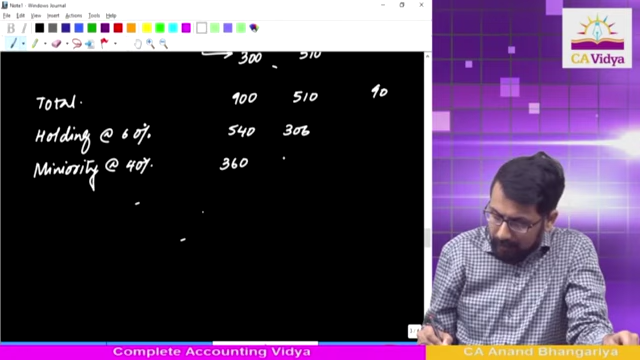 Note1 - Windows Journal
File Edit View Insert Actions Tools Help
B I
→ 300 510
Total. 900 510 90
Holding @ 60% 540 306
Miniority @ 40% 360
CA Vidya
Complete Accounting Vidya
CA Anand Bhangariya